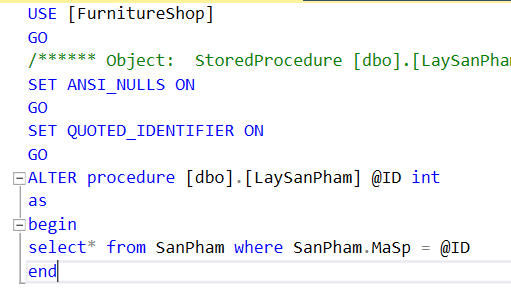 USE [FurnitureShop]
GO
/****** Object:  StoredProcedure [dbo].[LaySanPham
SET ANSI_NULLS ON
GO
SET QUOTED_IDENTIFIER ON
GO
ALTER procedure [dbo].[LaySanPham] @ID int
as
begin
select* from SanPham where SanPham.MaSp = @ID
end